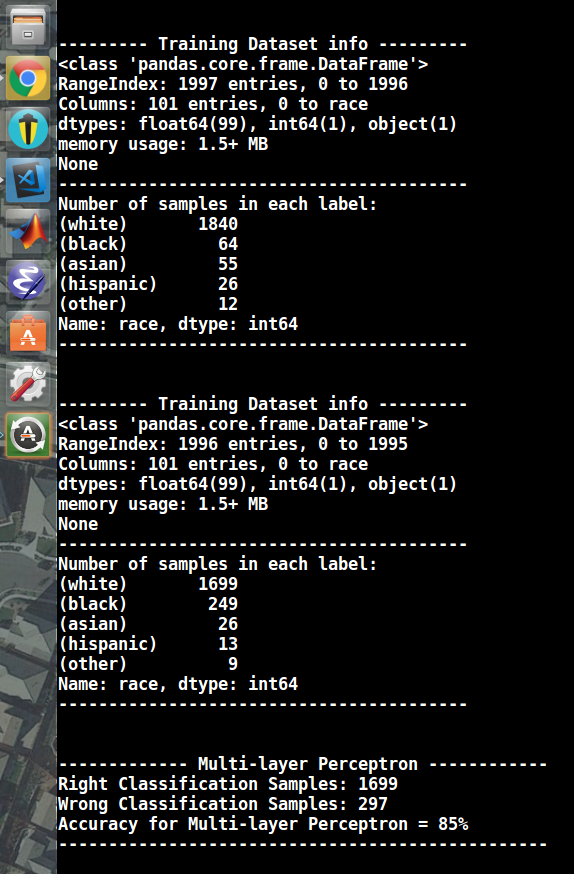 --------- Training Dataset info ---------
<class 'pandas.core.frame.DataFrame'>
RangeIndex: 1997 entries, 0 to 1996
Columns: 101 entries, 0 to race
dtypes: float64(99), int64(1), object(1)
memory usage: 1.5+ MB
None
-----------------------------------------
Number of samples in each label:
(white)       1840
(black)         64
(asian)         55
(hispanic)      26
(other)         12
Name: race, dtype: int64
-----------------------------------------
--------- Training Dataset info ---------
<class 'pandas.core.frame.DataFrame'>
RangeIndex: 1996 entries, 0 to 1995
Columns: 101 entries, 0 to race
dtypes: float64(99), int64(1), object(1)
memory usage: 1.5+ MB
None
-----------------------------------------
Number of samples in each label:
(white)       1699
(black)        249
(asian)         26
(hispanic)      13
(other)          9
Name: race, dtype: int64
-----------------------------------------
------------- Multi-layer Perceptron ------------
Right Classification Samples: 1699
Wrong Classification Samples: 297
Accuracy for Multi-layer Perceptron = 85%
-------------------------------------------------